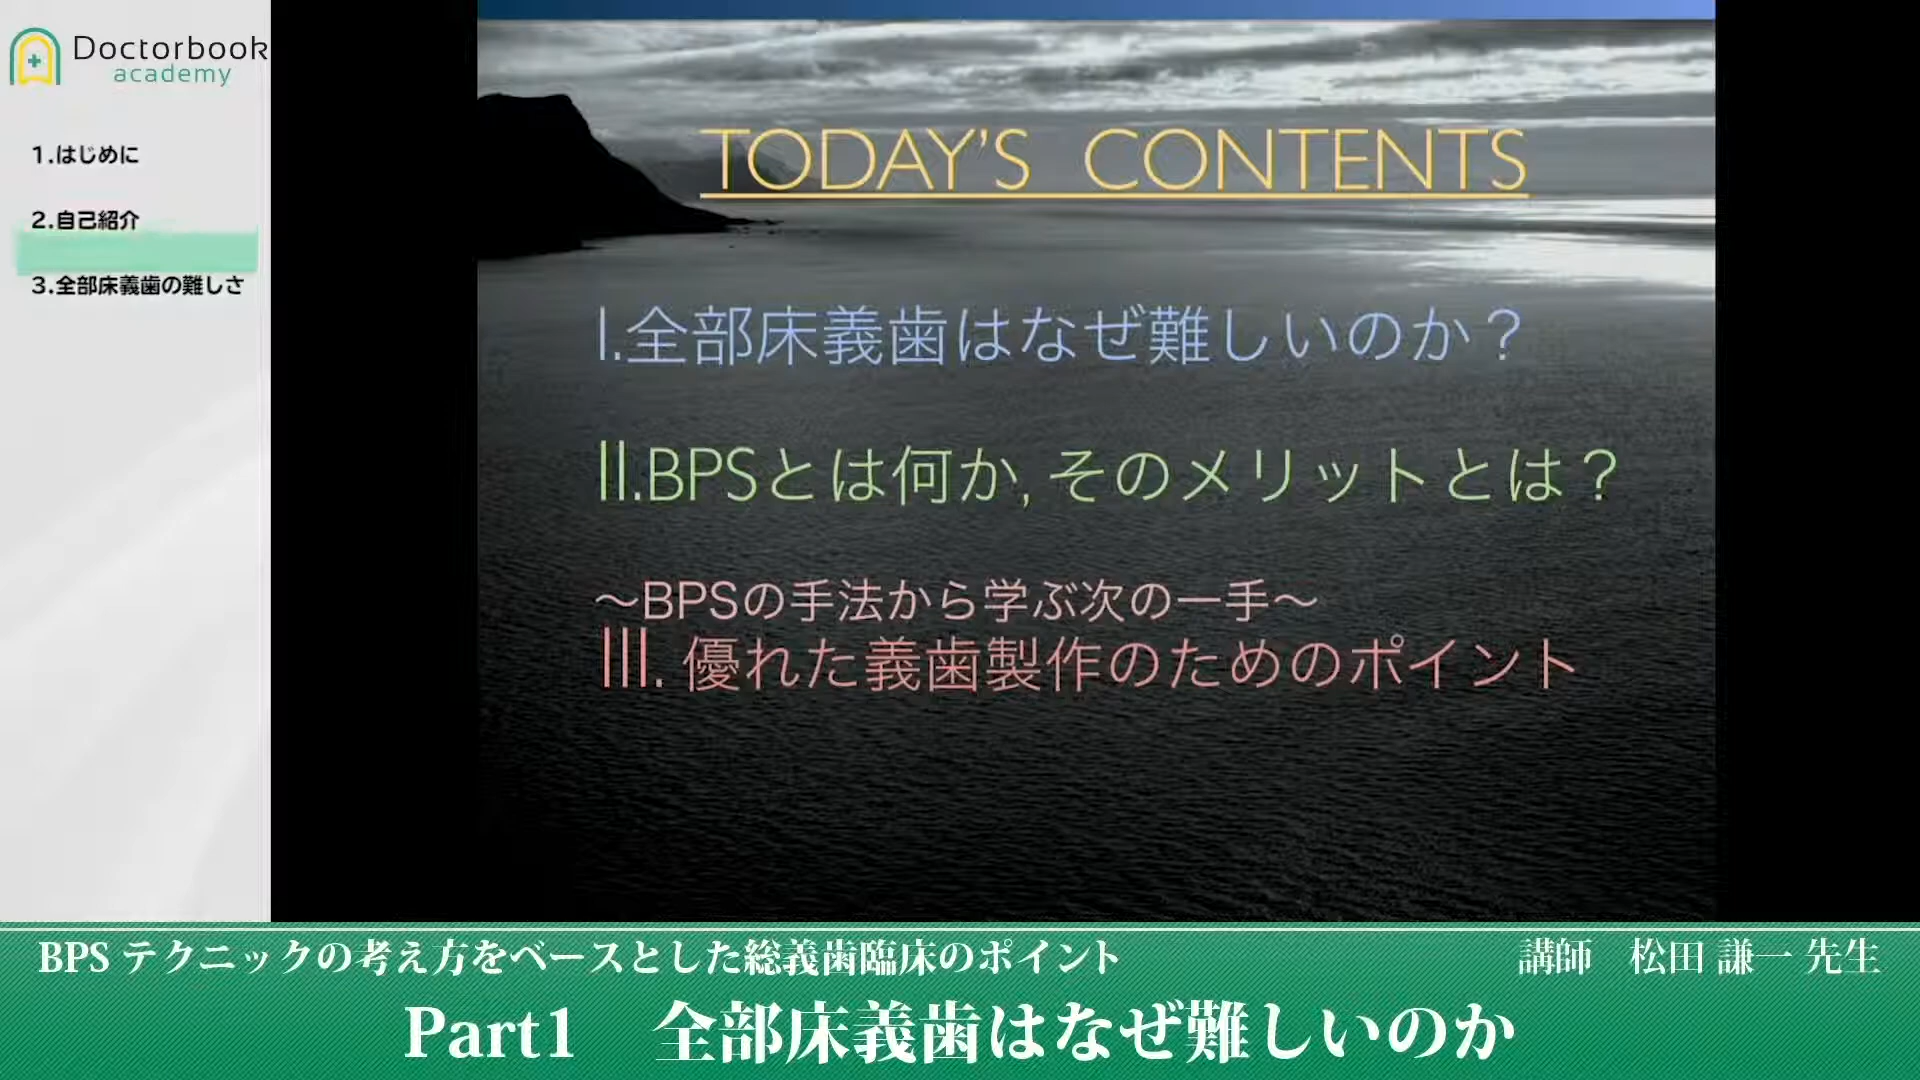 Doctorbook
academy
1.はじめに
2.自己紹介
3.全部床義歯の難しさ
TODAY'S CONTENTS
I.全部床義歯はなぜ難しいのか？
II.BPSとは何か, そのメリットとは？
～BPSの手法から学ぶ次の一手～
III. 優れた義歯製作のためのポイント
BPS テクニックの考え方をベースとした総義歯臨床のポイント
講師　松田 謙一 先生
Part1　全部床義歯はなぜ難しいのか